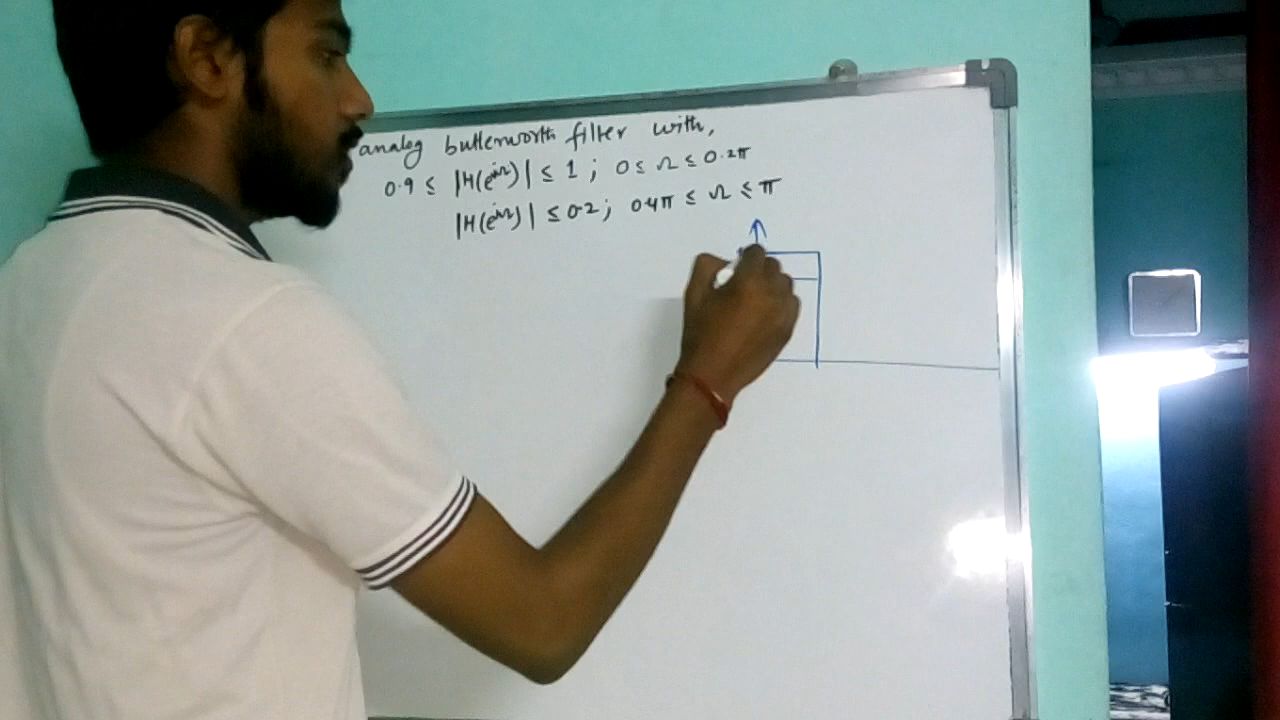 analog butterworth filter with,
0.9 ≤ |H(e^jΩ)| ≤ 1 ; 0 ≤ Ω ≤ 0.2π
|H(e^jΩ)| ≤ 0.2 ; 0.4π ≤ Ω ≤ π